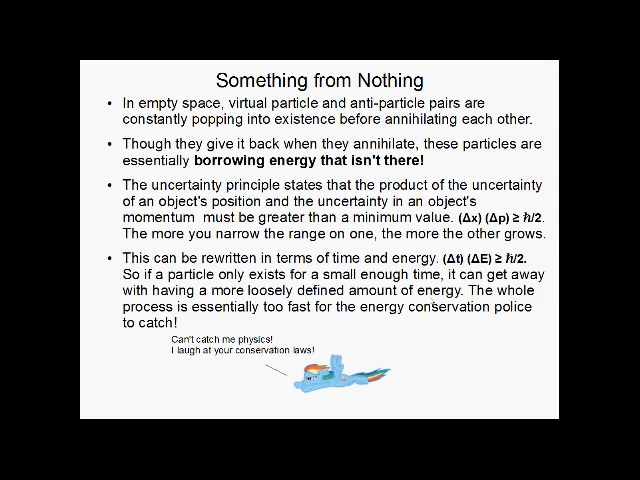 Something from Nothing
• In empty space, virtual particle and anti-particle pairs are
constantly popping into existence before annihilating each other.
• Though they give it back when they annihilate, these particles are
essentially borrowing energy that isn't there!
• The uncertainty principle states that the product of the uncertainty
of an object's position and the uncertainty in an object's
momentum must be greater than a minimum value. (Δx) (Δp) ≥ ℏ/2.
The more you narrow the range on one, the more the other grows.
• This can be rewritten in terms of time and energy. (Δt) (ΔE) ≥ ℏ/2.
So if a particle only exists for a small enough time, it can get away
with having a more loosely defined amount of energy. The whole
process is essentially too fast for the energy conservation police
to catch!
Can't catch me physics!
I laugh at your conservation laws!